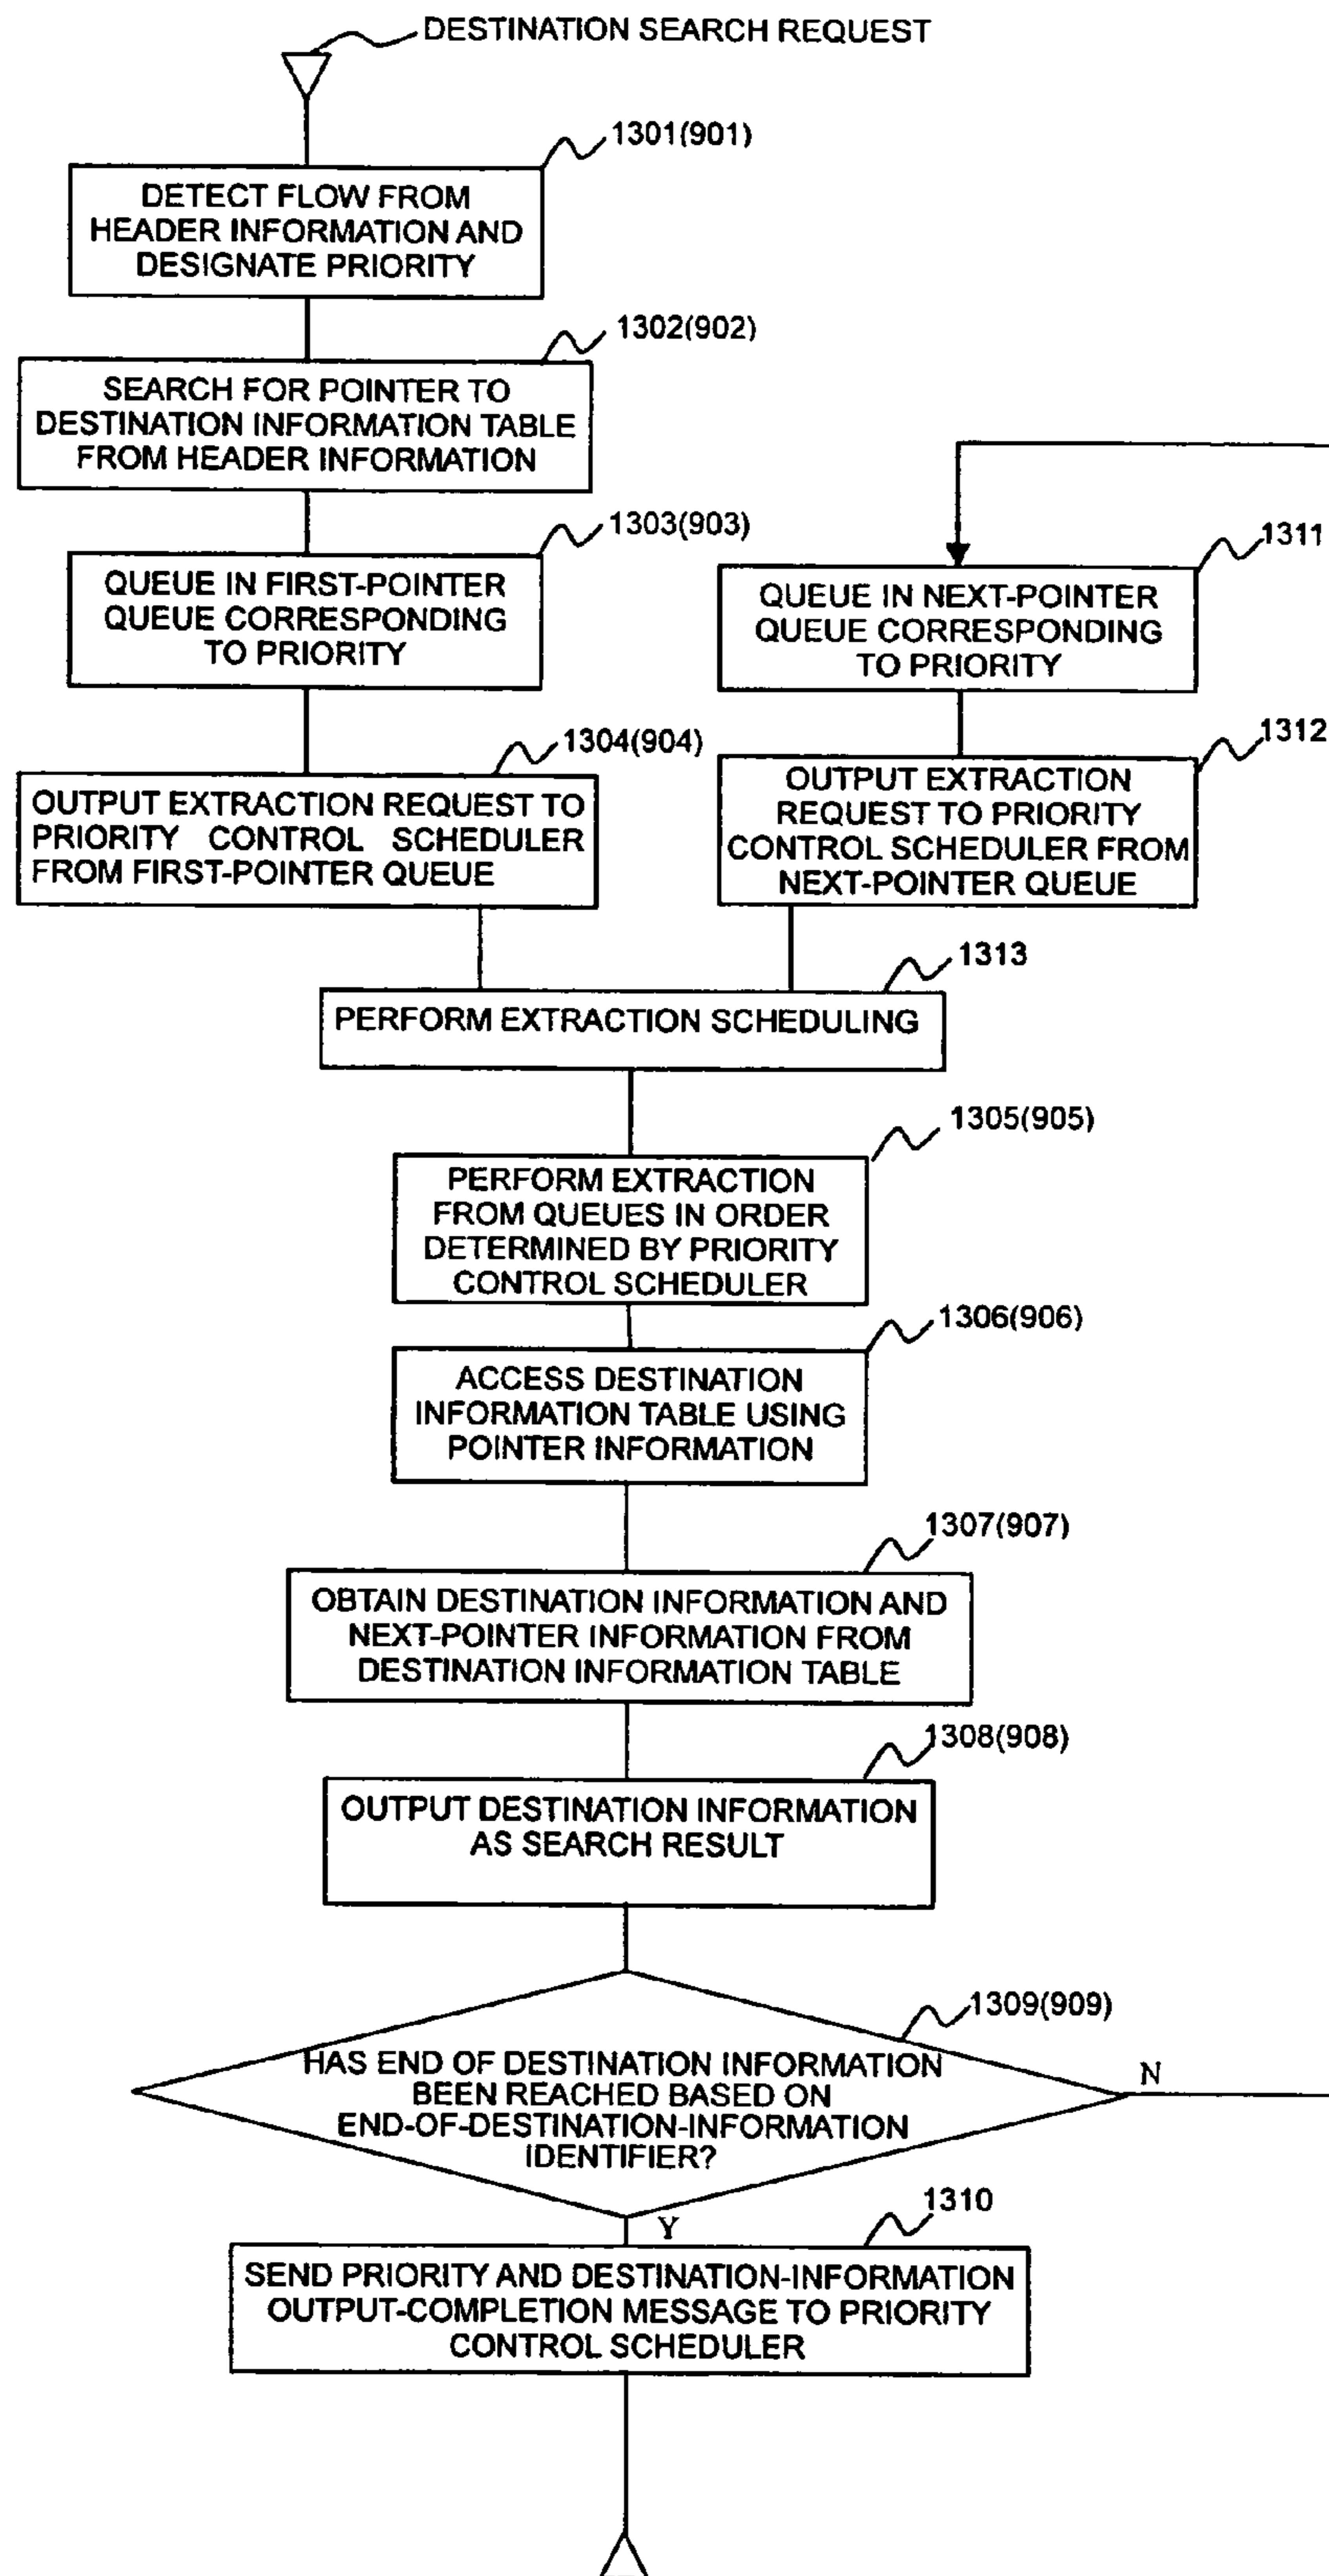 DESTINATION SEARCH REQUEST
1301(901)
DETECT FLOW FROM
HEADER INFORMATION AND
DESIGNATE PRIORITY
1302(902)
SEARCH FOR POINTER TO
DESTINATION INFORMATION TABLE
FROM HEADER INFORMATION
1303(903)
QUEUE IN FIRST-POINTER
QUEUE CORRESPONDING
TO PRIORITY
1311
QUEUE IN NEXT-POINTER
QUEUE CORRESPONDING
TO PRIORITY
1304(904)
OUTPUT EXTRACTION REQUEST TO
PRIORITY CONTROL SCHEDULER
FROM FIRST-POINTER QUEUE
1312
OUTPUT EXTRACTION
REQUEST TO PRIORITY
CONTROL SCHEDULER FROM
NEXT-POINTER QUEUE
1313
PERFORM EXTRACTION SCHEDULING
1305(905)
PERFORM EXTRACTION
FROM QUEUES IN ORDER
DETERMINED BY PRIORITY
CONTROL SCHEDULER
1306(906)
ACCESS DESTINATION
INFORMATION TABLE USING
POINTER INFORMATION
1307(907)
OBTAIN DESTINATION INFORMATION AND
NEXT-POINTER INFORMATION FROM
DESTINATION INFORMATION TABLE
1308(908)
OUTPUT DESTINATION INFORMATION
AS SEARCH RESULT
1309(909)
HAS END OF DESTINATION INFORMATION
BEEN REACHED BASED ON
END-OF-DESTINATION-INFORMATION
IDENTIFIER?
N
Y
1310
SEND PRIORITY AND DESTINATION-INFORMATION
OUTPUT-COMPLETION MESSAGE TO PRIORITY
CONTROL SCHEDULER